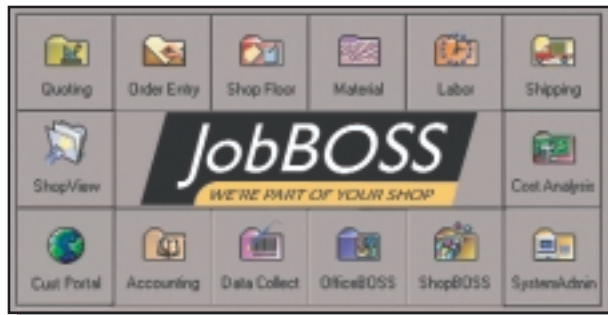 Quoting
Order Entry
Shop Floor
Material
Labor
Shipping
ShopView
JobBOSS
WE'RE PART OF YOUR SHOP
Cost Analysis
Cust Portal
Accounting
Data Collect
OfficeBOSS
ShopBOSS
SystemAdmin